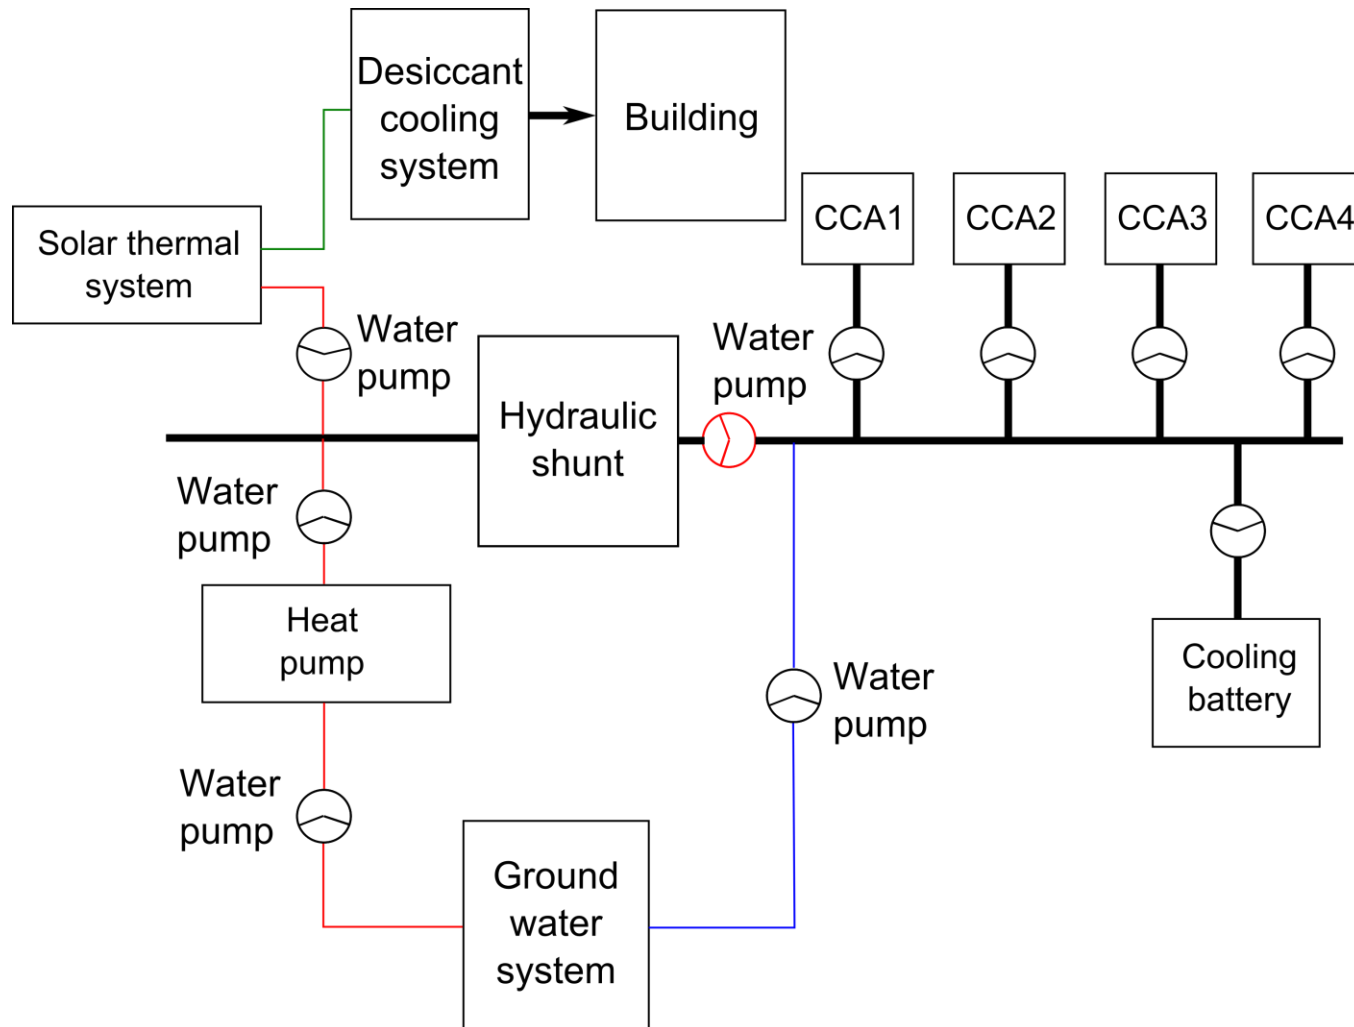 Desiccant
cooling
system
Building
CCA1
CCA2
CCA3
CCA4
Solar thermal
system
Water
pump
Hydraulic
shunt
Water
pump
Water
pump
Heat
pump
Water
pump
Cooling
battery
Water
pump
Ground
water
system